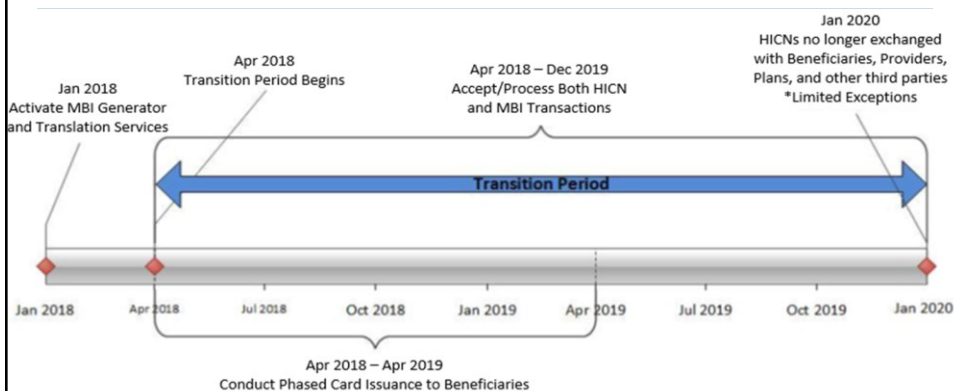 Jan 2020
HICNs no longer exchanged
with Beneficiaries, Providers,
Plans, and other third parties
*Limited Exceptions
Apr 2018
Transition Period Begins
Apr 2018 – Dec 2019
Accept/Process Both HICN
and MBI Transactions
Jan 2018
Activate MBI Generator
and Translation Services
Transition Period
Jan 2018
Apr 2018
Jul 2018
Oct 2018
Jan 2019
Apr 2019
Jul 2019
Oct 2019
Jan 2020
Apr 2018 – Apr 2019
Conduct Phased Card Issuance to Beneficiaries